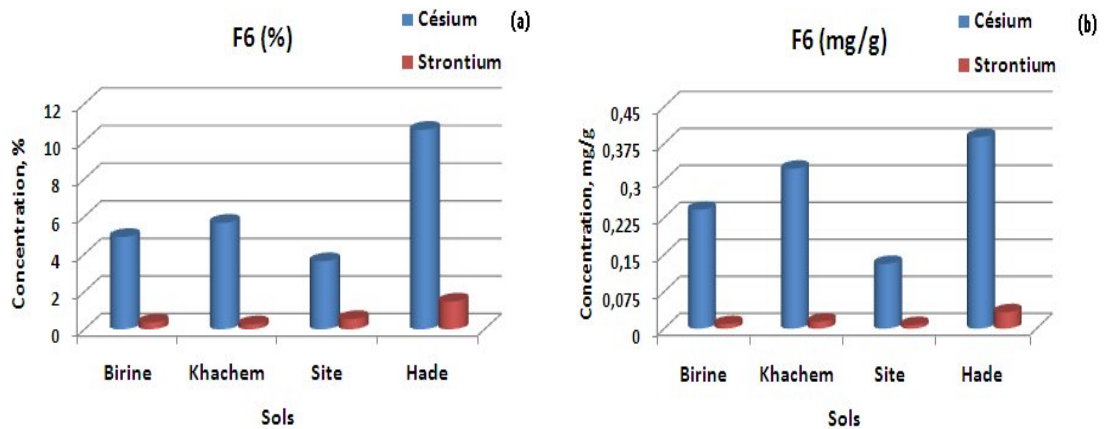 F6 (%)
Césium
Strontium
(a)
Concentration, %
12
10
8
6
4
2
0
Birine Khachem Site Hade
Sols
F6 (mg/g)
Césium
Strontium
(b)
Concentration, mg/g
0,45
0,375
0,3
0,225
0,15
0,075
0
Birine Khachem Site Hade
Sols